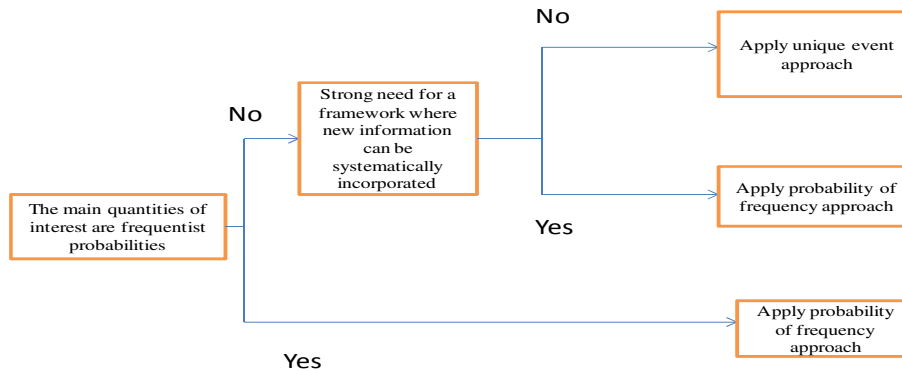 The main quantities of
interest are frequentist
probabilities
No
Strong need for a
framework where
new information
can be
systematically
incorporated
No
Apply unique event
approach
Yes
Apply probability of
frequency approach
Yes
Apply probability
of frequency
approach